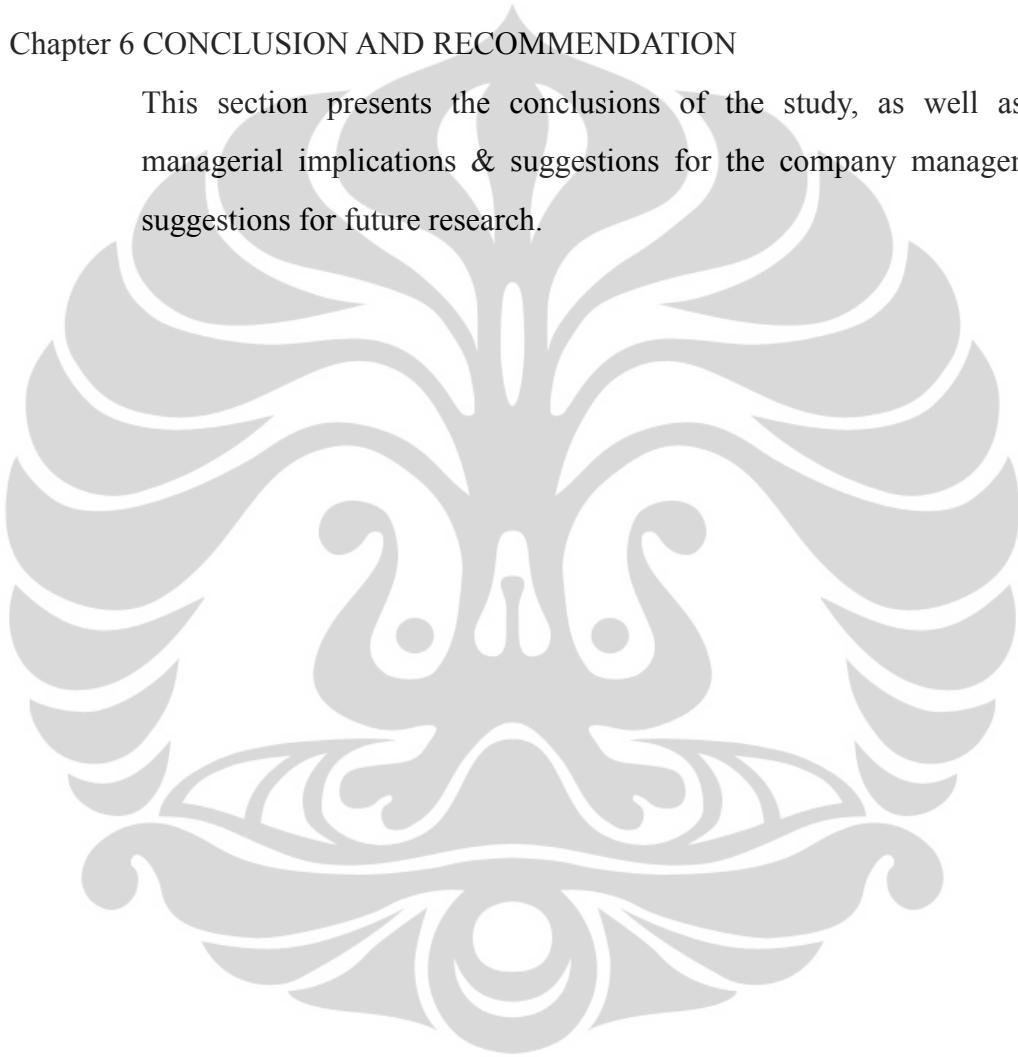 Chapter 6 CONCLUSION AND RECOMMENDATION
This section presents the conclusions of the study, as well as
managerial implications & suggestions for the company manager
suggestions for future research.